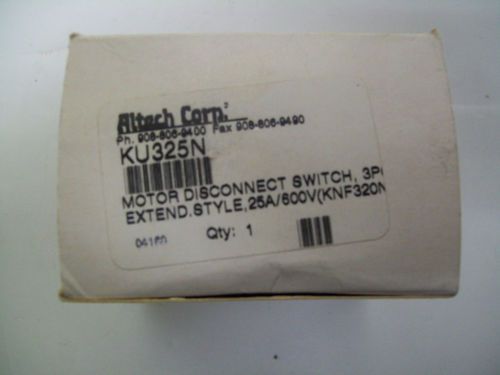 Altech Corp.
Ph. 908-806-9400 Fax 908-806-9490
KU325N
MOTOR DISCONNECT SWITCH, 3P
EXTEND.STYLE,25A/600V(KNF320N
Qty: 1